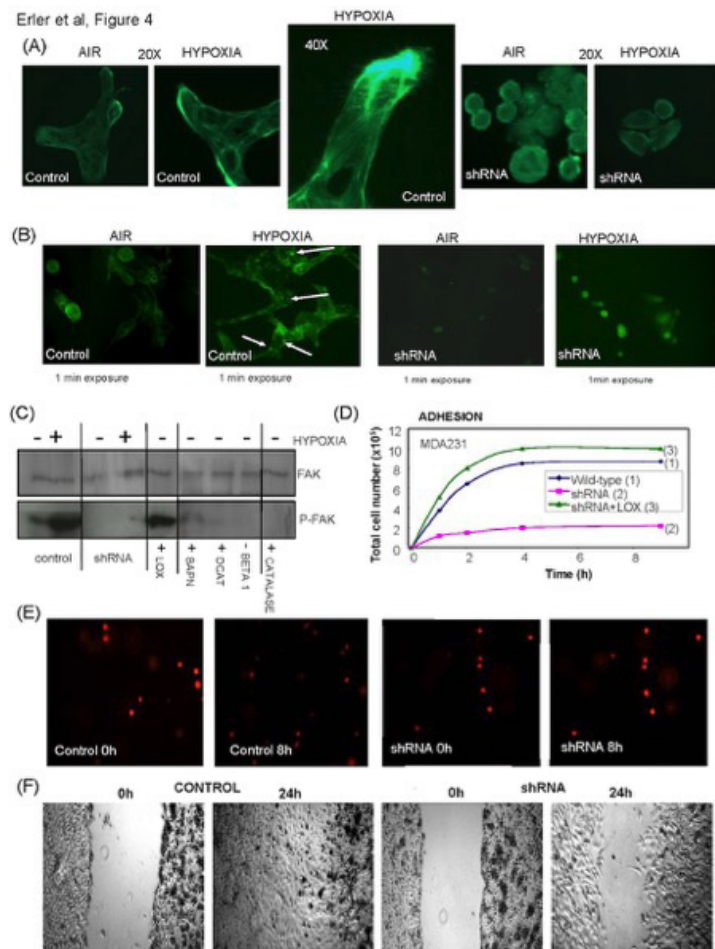 Erler et al, Figure 4
(A)
AIR 20X HYPOXIA
HYPOXIA
AIR 20X HYPOXIA
40X
Control
Control
Control
shRNA
shRNA
(B)
AIR
HYPOXIA
AIR
HYPOXIA
Control
Control
shRNA
shRNA
1 min exposure
1 min exposure
1 min exposure
1min exposure
(C)
- + - + - - - - -
HYPOXIA
FAK
P-FAK
control
shRNA
+ LOX
+ BAPN
+ DCAT
- BETA 1
+ CATALASE
(D)
ADHESION
MDA231
Total cell number (x10⁵)
12
10
8
6
4
2
0
0 2 4 6 8
Time (h)
Wild-type (1)
shRNA (2)
shRNA+LOX (3)
(3)
(1)
(2)
(E)
Control 0h
Control 8h
shRNA 0h
shRNA 8h
(F)
CONTROL
0h
24h
shRNA
0h
24h